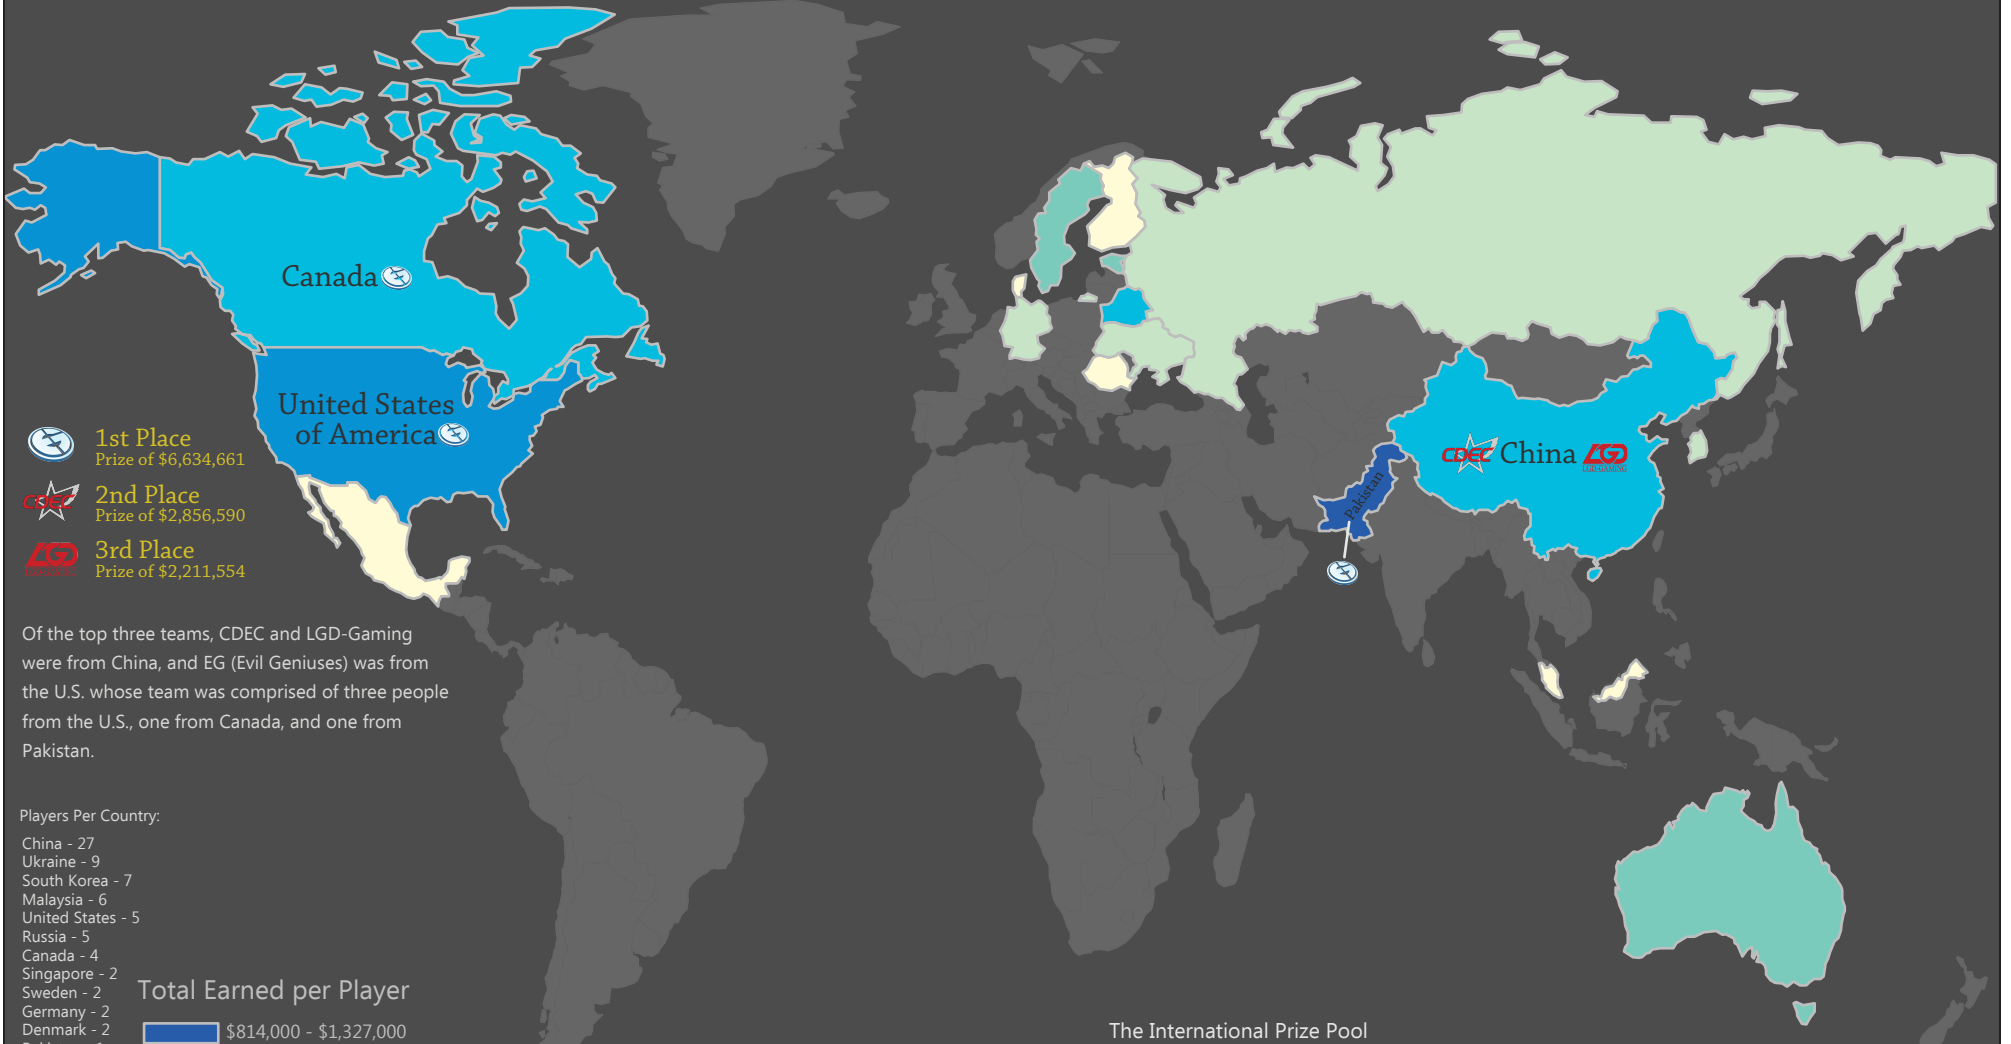 Canada
United States
of America
1st Place
Prize of $6,634,661
CDEC
2nd Place
Prize of $2,856,590
LGD
3rd Place
Prize of $2,211,554
CDEC China LGD
LGD-GAMING
Pakistan
Of the top three teams, CDEC and LGD-Gaming
were from China, and EG (Evil Geniuses) was from
the U.S. whose team was comprised of three people
from the U.S., one from Canada, and one from
Pakistan.
Players Per Country:
China - 27
Ukraine - 9
South Korea - 7
Malaysia - 6
United States - 5
Russia - 5
Canada - 4
Singapore - 2
Sweden - 2
Germany - 2
Denmark - 2
Total Earned per Player
$814,000 - $1,327,000
The International Prize Pool